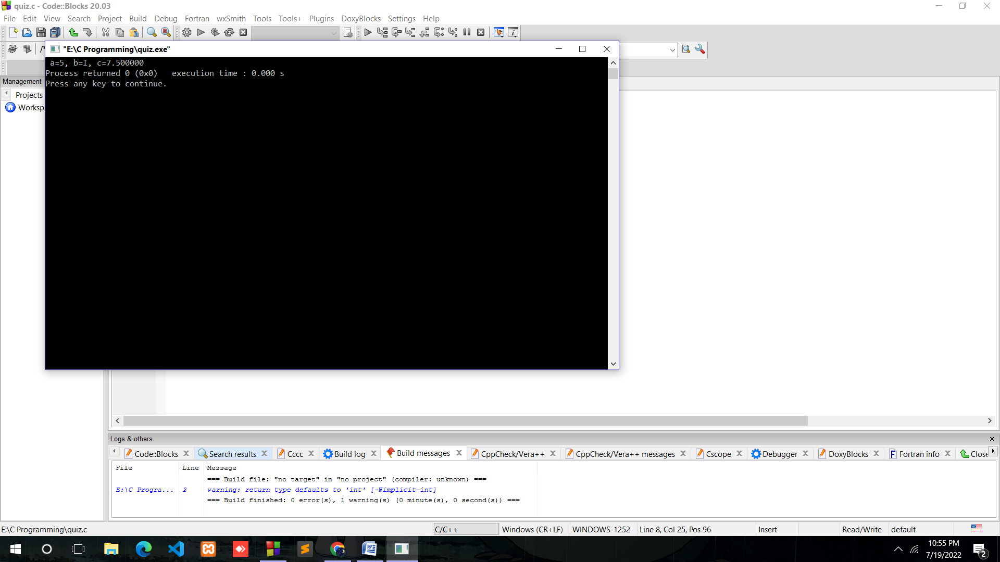 quiz.c - Code::Blocks 20.03
File Edit View Search Project Build Debug Fortran wxSmith Tools Tools+ Plugins DoxyBlocks Settings Help
"E:\C Programming\quiz.exe"
a=5, b=I, c=7.500000
Process returned 0 (0x0)   execution time : 0.000 s
Press any key to continue.
Management
Projects
Worksp
Logs & others
Code::Blocks Search results Cccc Build log Build messages CppCheck/Vera++ CppCheck/Vera++ messages Cscope Debugger DoxyBlocks Fortran info Close
File Line Message
=== Build file: "no target" in "no project" (compiler: unknown) ===
E:\C Progra... 2 warning: return type defaults to 'int' [-Wimplicit-int]
=== Build finished: 0 error(s), 1 warning(s) (0 minute(s), 0 second(s)) ===
E:\C Programming\quiz.c C/C++ Windows (CR+LF) WINDOWS-1252 Line 8, Col 25, Pos 96 Insert Read/Write default
10:55 PM
7/19/2022
2